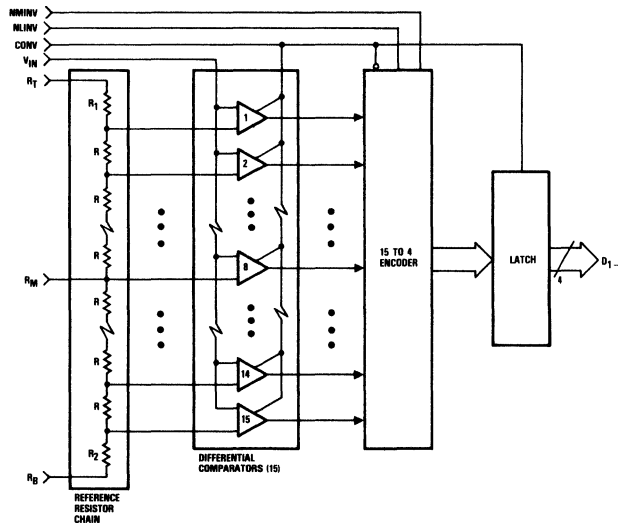 NMINV
NLINV
CONV
VIN
RT
R1
1
R
2
R
R
R
8
15 TO 4
ENCODER
LATCH
4
D1–
RM
R
R
14
R
15
R2
RB
DIFFERENTIAL
COMPARATORS (15)
REFERENCE
RESISTOR
CHAIN